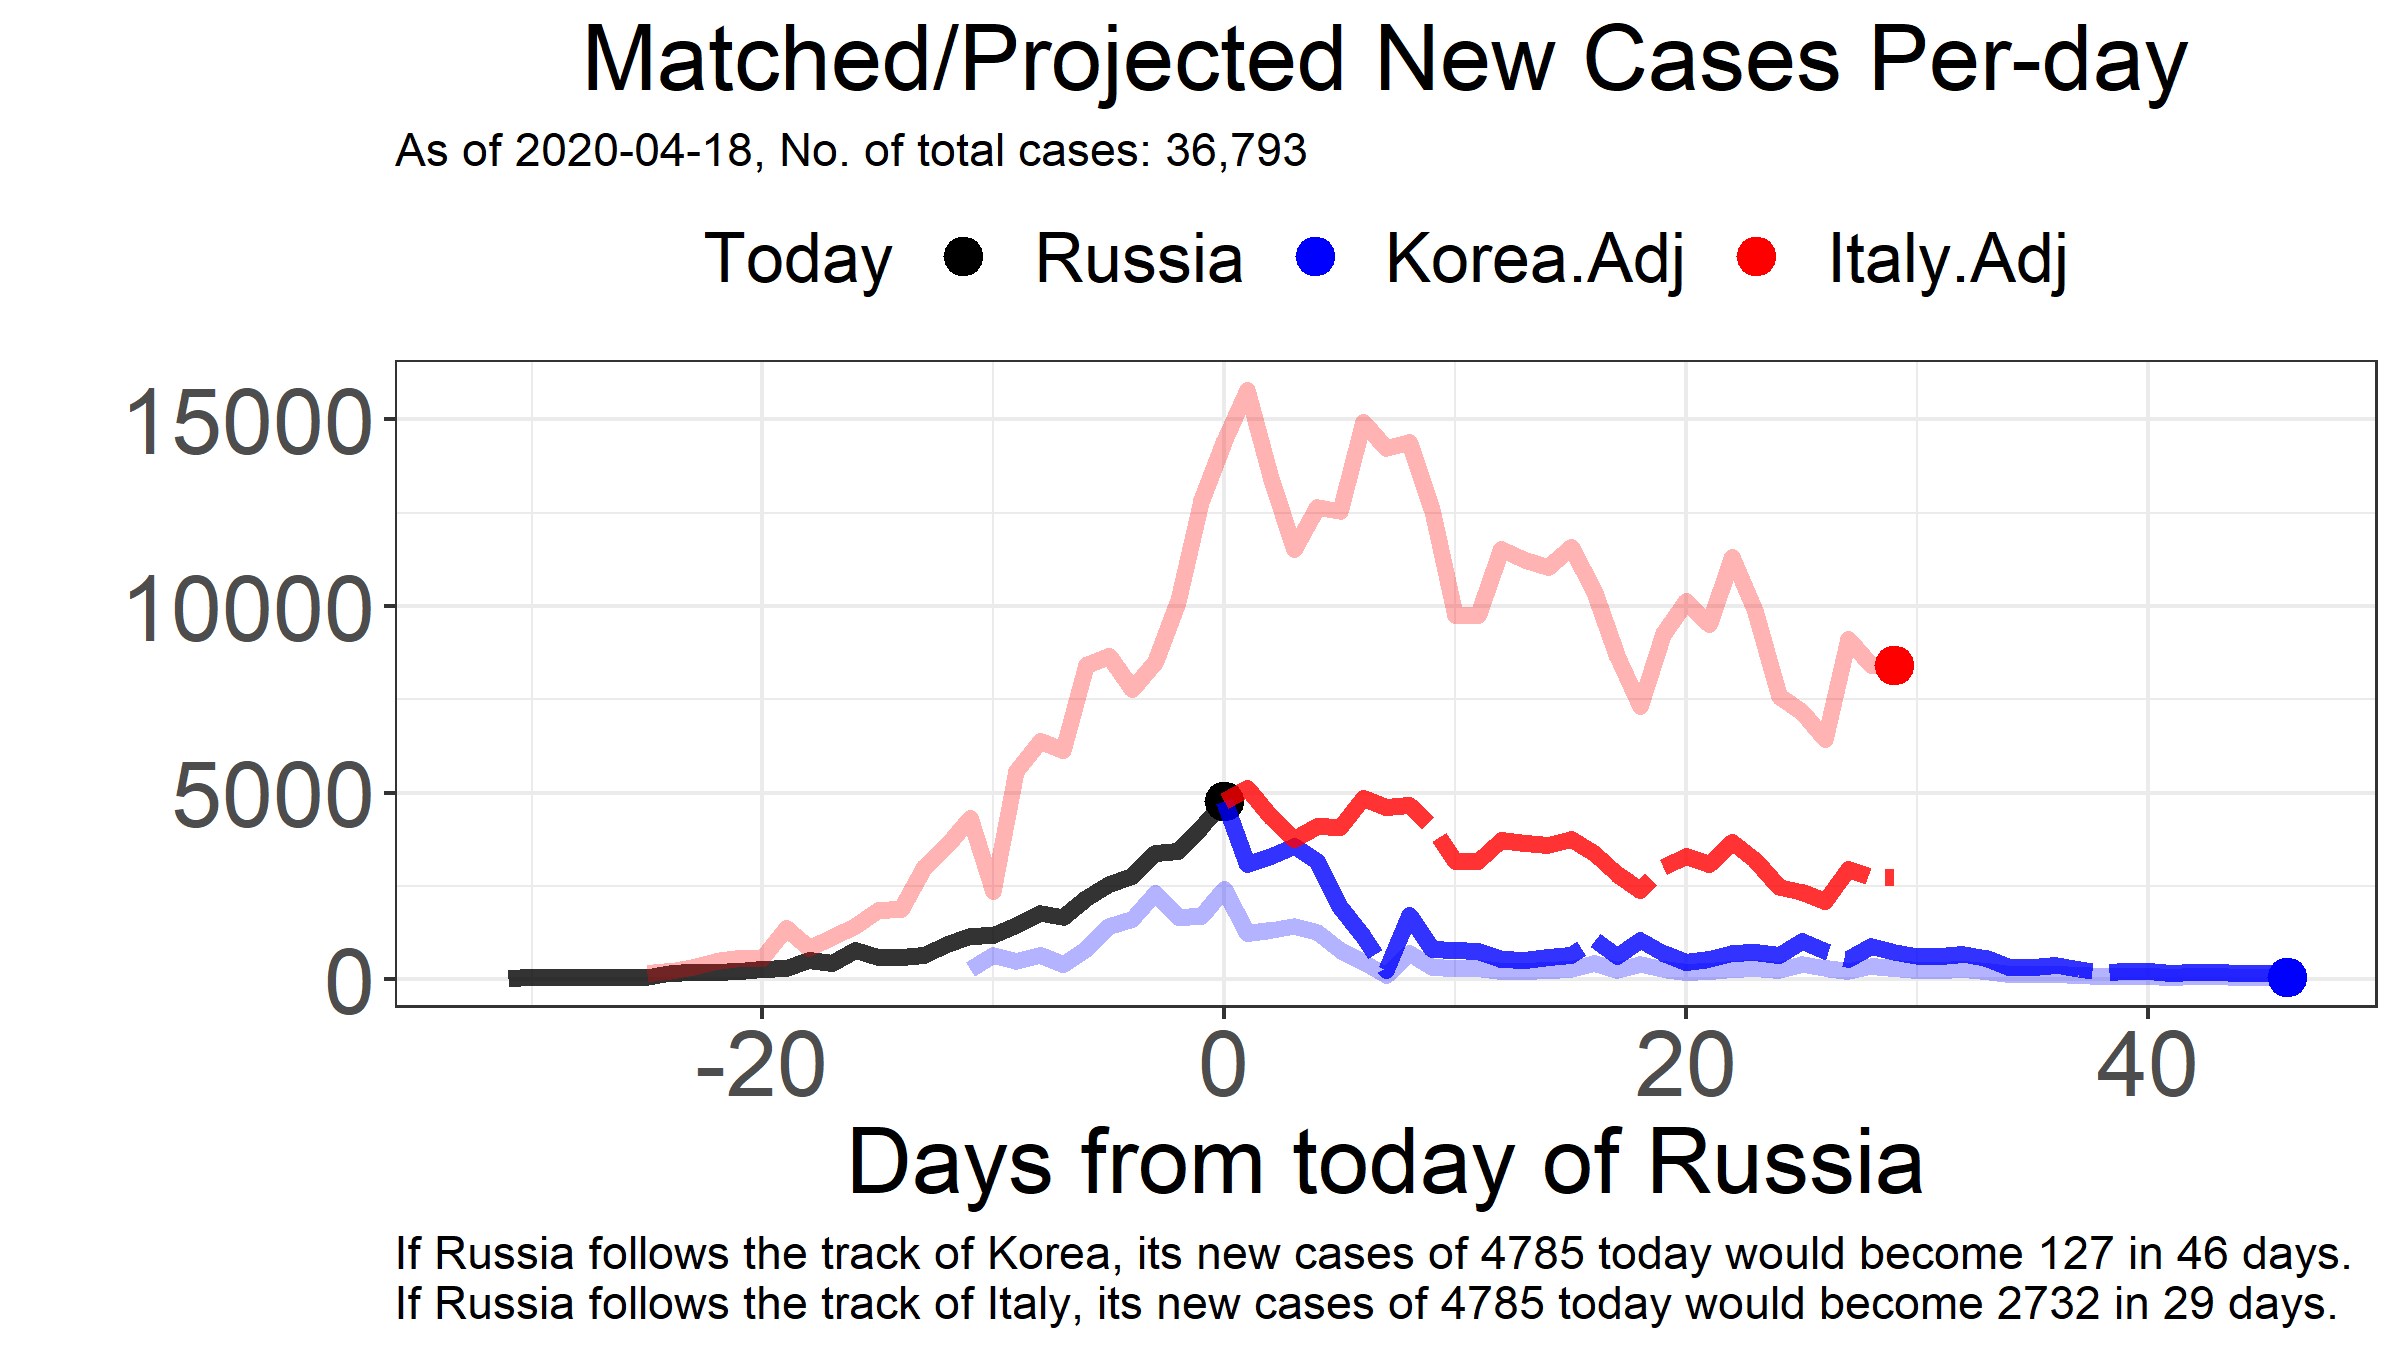 Matched/Projected New Cases Per-day
As of 2020-04-18, No. of total cases: 36,793
Today Russia Korea.Adj Italy.Adj
15000
10000
5000
0
-20 0 20 40
Days from today of Russia
If Russia follows the track of Korea, its new cases of 4785 today would become 127 in 46 days.
If Russia follows the track of Italy, its new cases of 4785 today would become 2732 in 29 days.